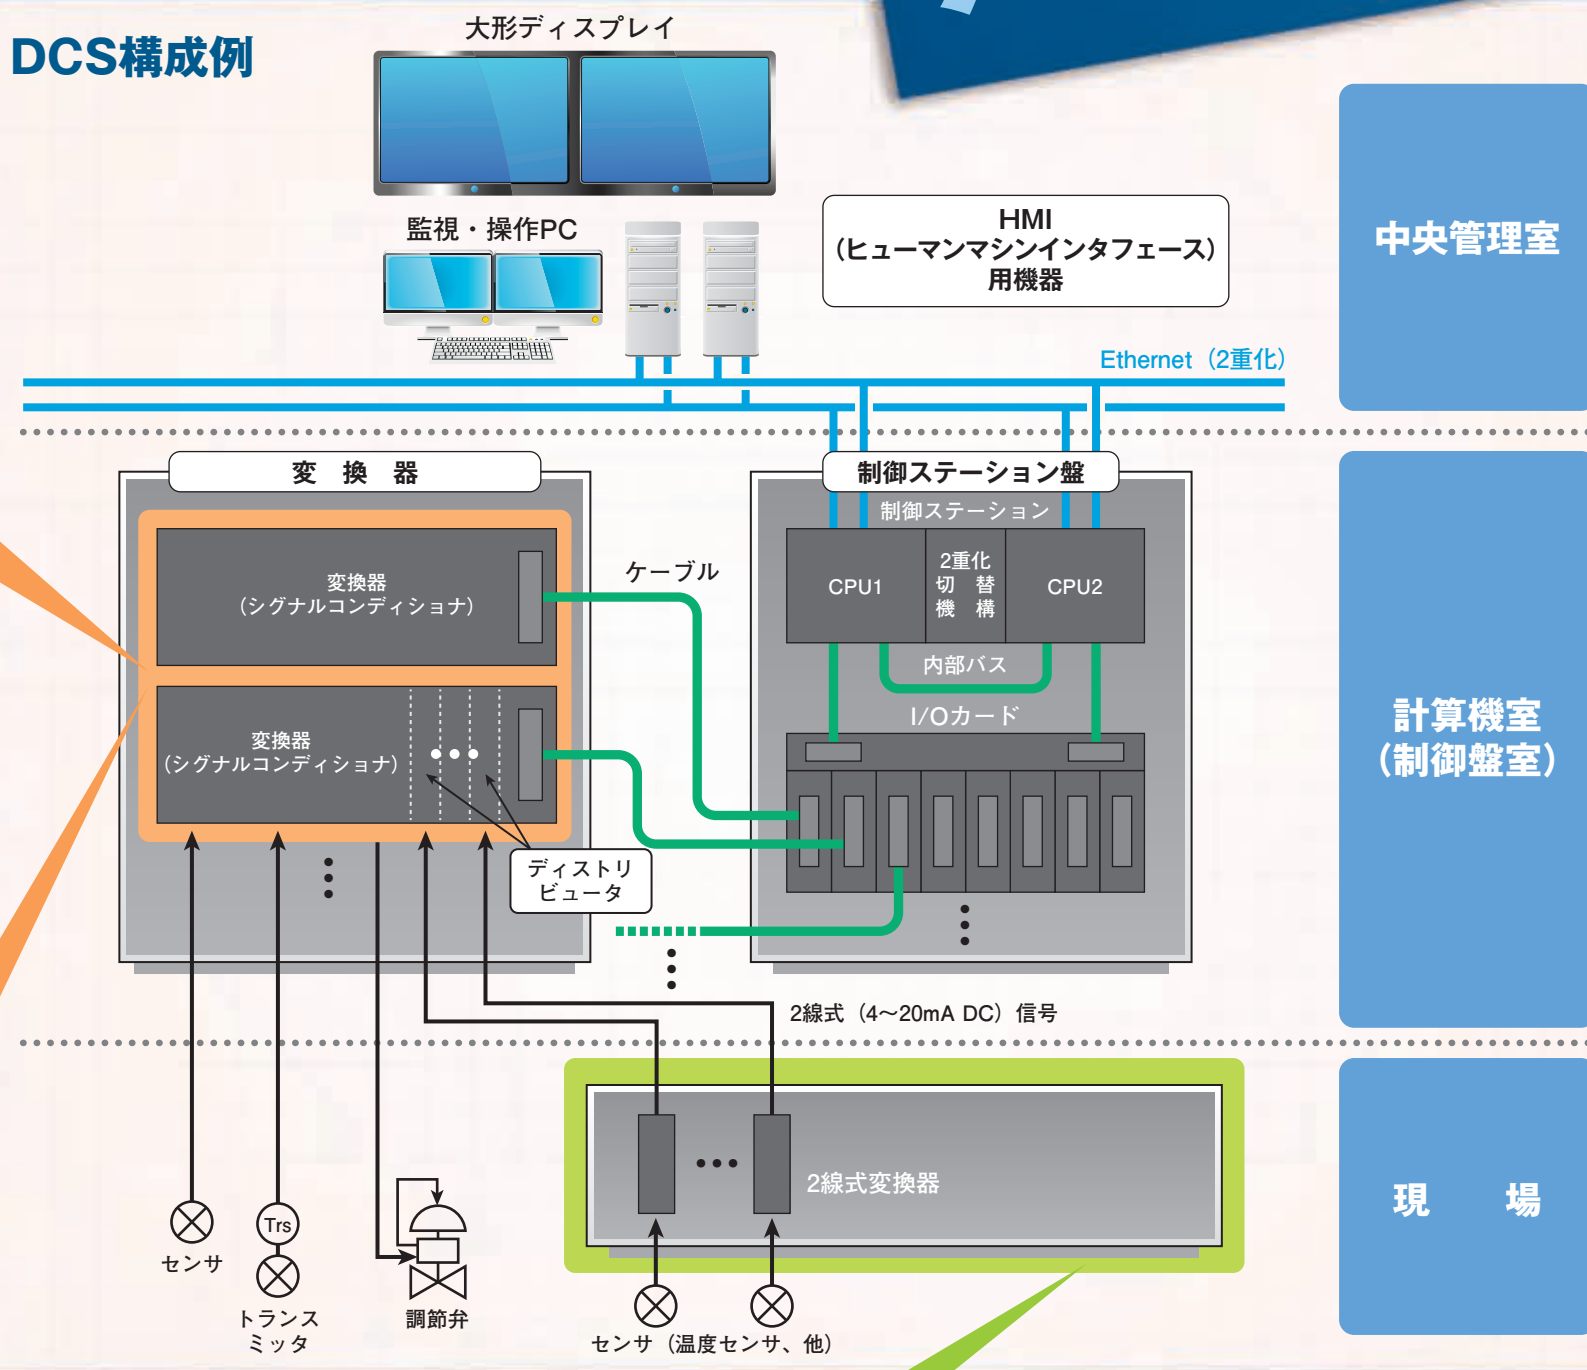 DCS構成例
大形ディスプレイ
監視・操作PC
HMI
（ヒューマンマシンインタフェース）
用機器
中央管理室
Ethernet（2重化）
変 換 器
制御ステーション盤
制御ステーション
変換器
（シグナルコンディショナ）
ケーブル
CPU1
2重化
切 替
機 構
CPU2
内部バス
I/Oカード
変換器
（シグナルコンディショナ）
ディストリ
ビュータ
計算機室
（制御盤室）
2線式（4～20mA DC）信号
2線式変換器
現 場
Trs
センサ
トランス
ミッタ
調節弁
センサ（温度センサ、他）